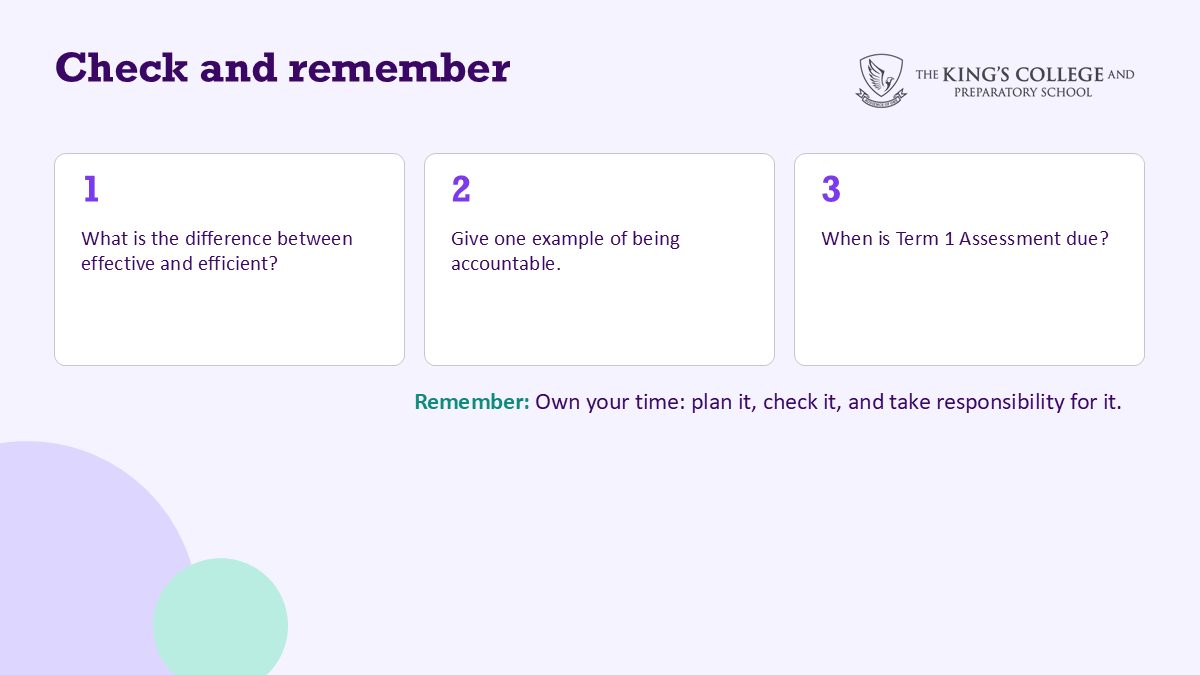 Check and remember
THE KING'S COLLEGE AND
PREPARATORY SCHOOL
1
What is the difference between
effective and efficient?
2
Give one example of being
accountable.
3
When is Term 1 Assessment due?
Remember: Own your time: plan it, check it, and take responsibility for it.